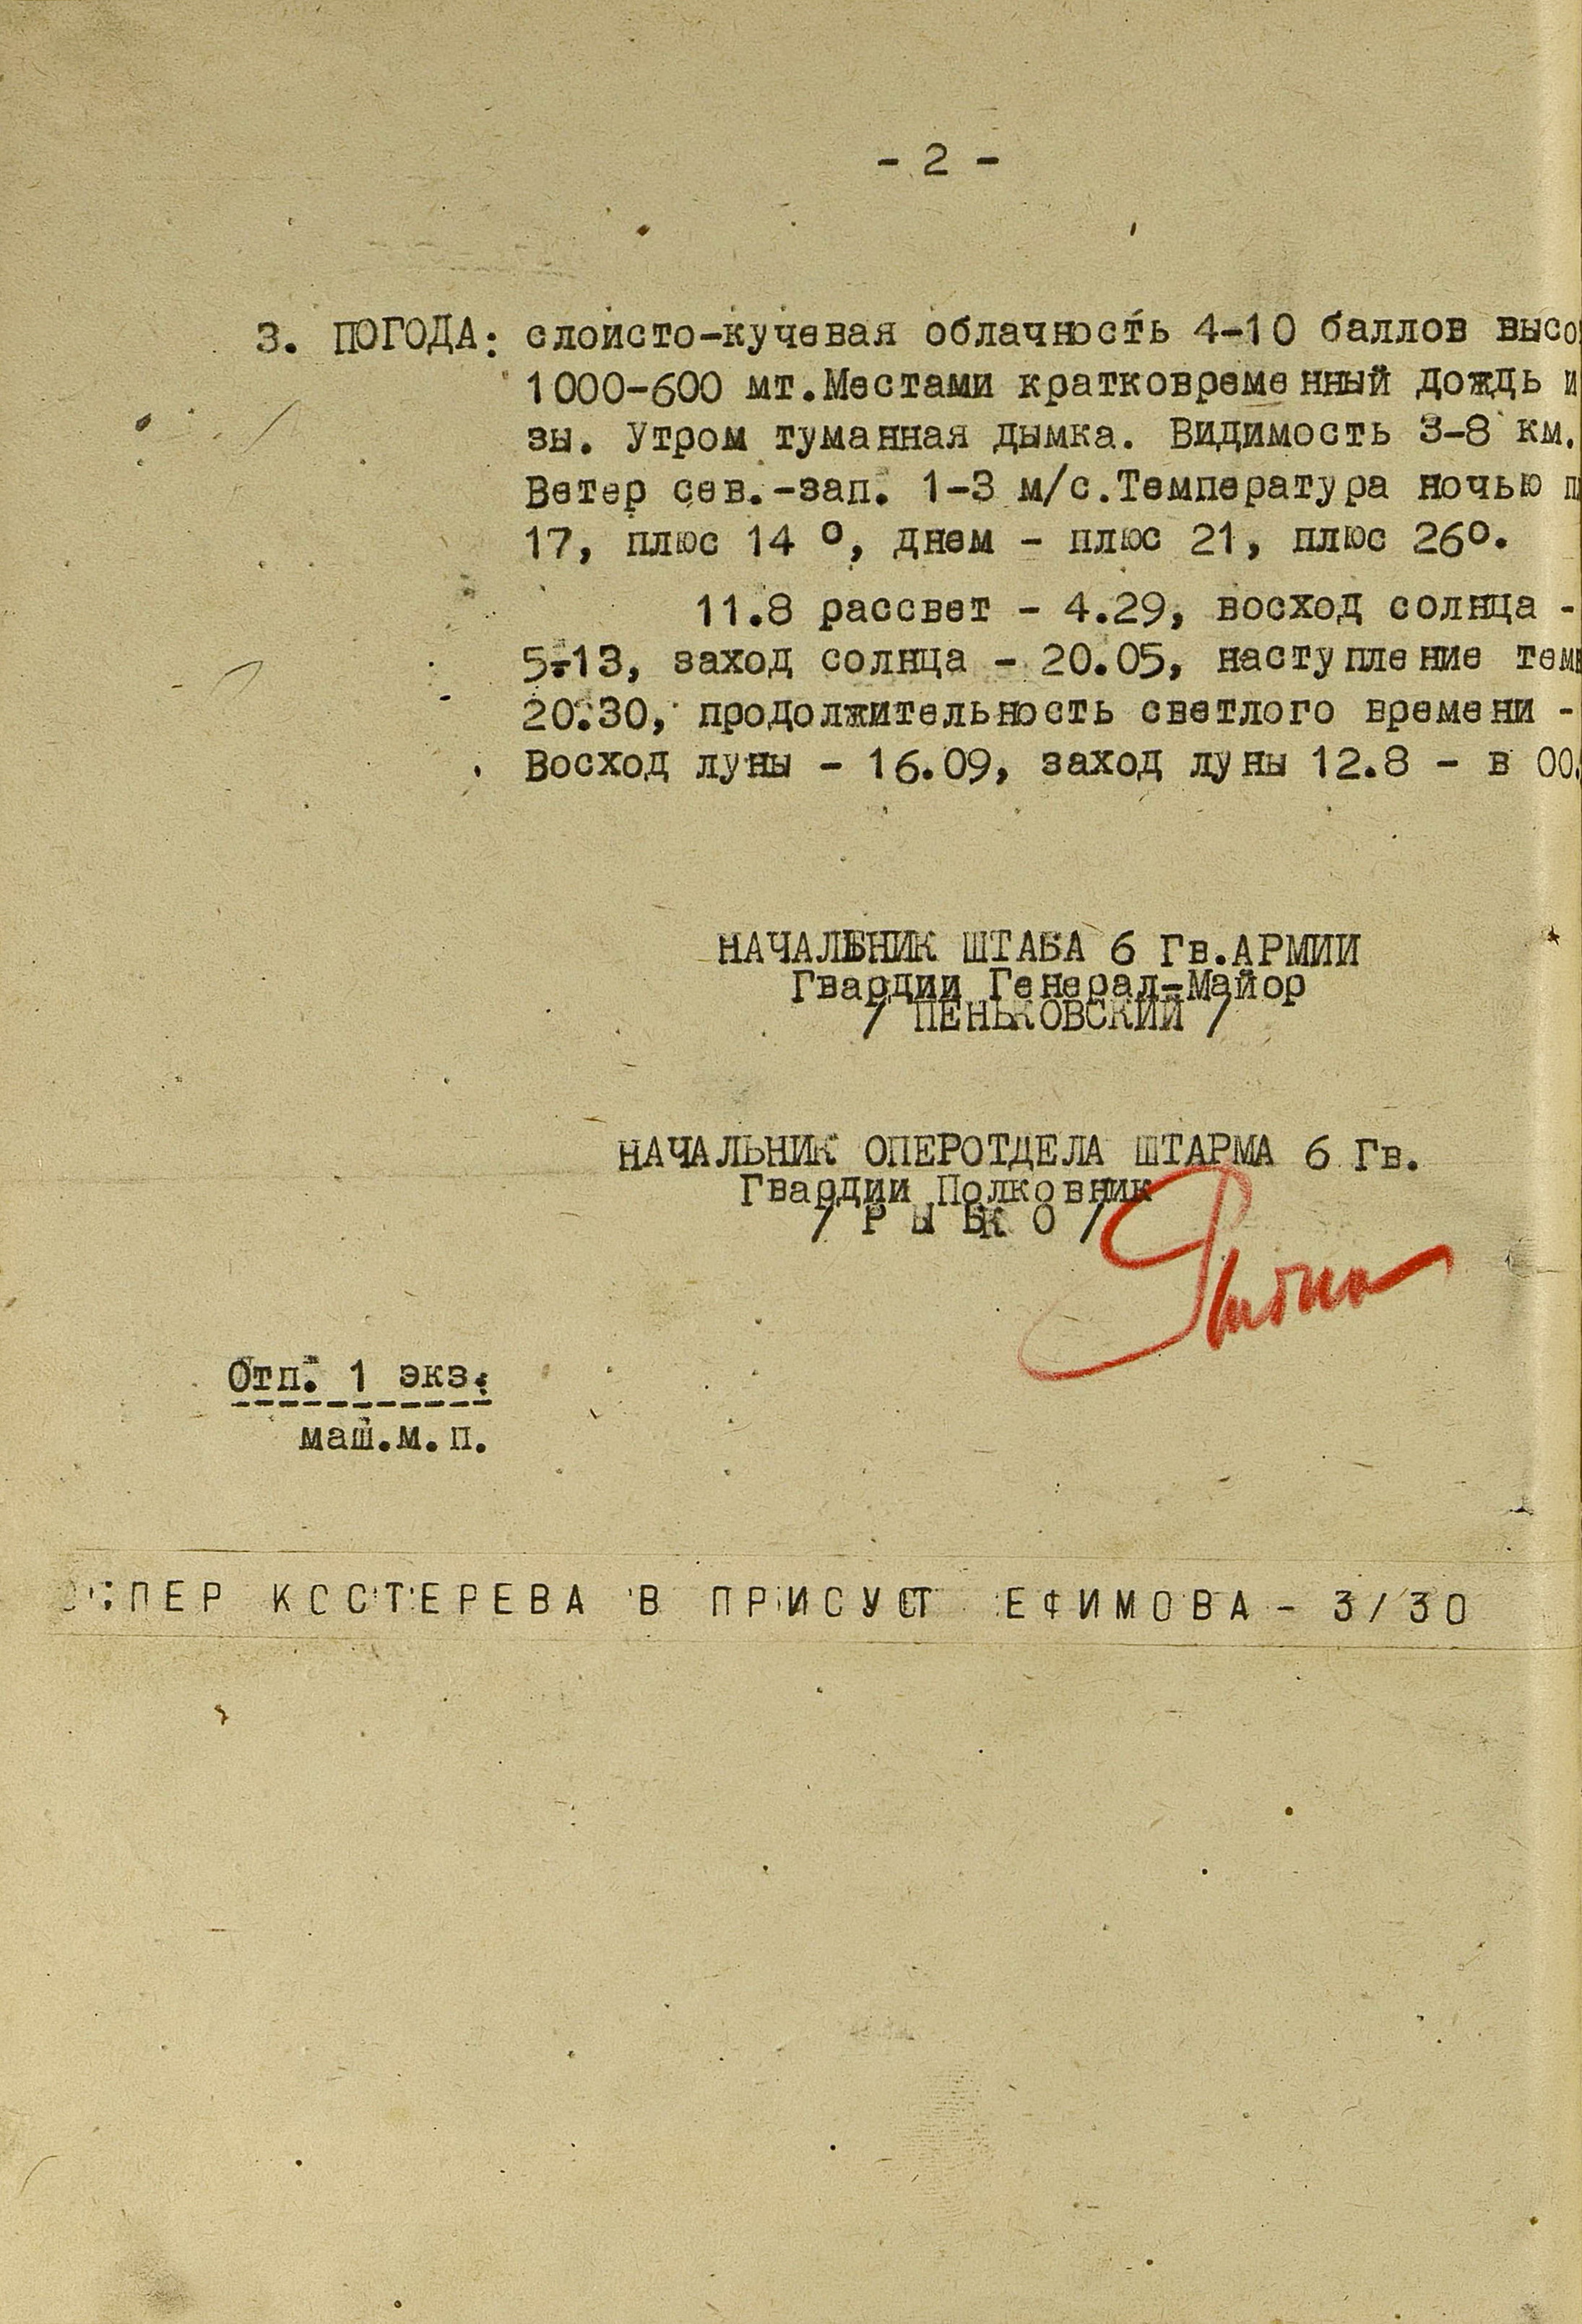 - 2 -
3. ПОГОДА: слоисто-кучевая облачность 4-10 баллов
1000-600 мт.Местами кратковременный дождь и
зы. Утром туманная дымка. Видимость 3-8 км.
Ветер сев.-зап. 1-3 м/с.Температура ночью
17, плюс 14 °, днем - плюс 21, плюс 26°.
11.8 рассвет - 4.29, восход солнца -
5.13, заход солнца - 20.05, наступление
20.30, продолжительность светлого времени -
Восход луны - 16.09, заход луны 12.8 - в 00.
НАЧАЛЬНИК ШТАБА 6 Гв.АРМИИ
Гвардии Генерал-Майор
/ ПЕНЬКОВСКИЙ /
НАЧАЛЬНИК ОПЕРОТДЕЛА ШТАРМА 6 Гв.
Гвардии Полковник
Отп. 1 экз.
маш.м.п.
КОСТЕРЕВА В ПРИСУСТ ЕФИМОВА - 3/30